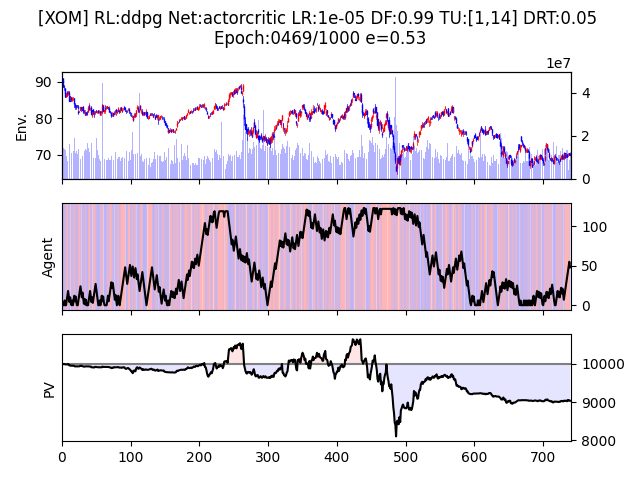 [XOM] RL:ddpg Net:actorcritic LR:1e-05 DF:0.99 TU:[1,14] DRT:0.05
Epoch:0469/1000 e=0.53
1e7
90
80
70
Env.
4
2
0
Agent
100
50
0
PV
10000
9000
8000
0 100 200 300 400 500 600 700